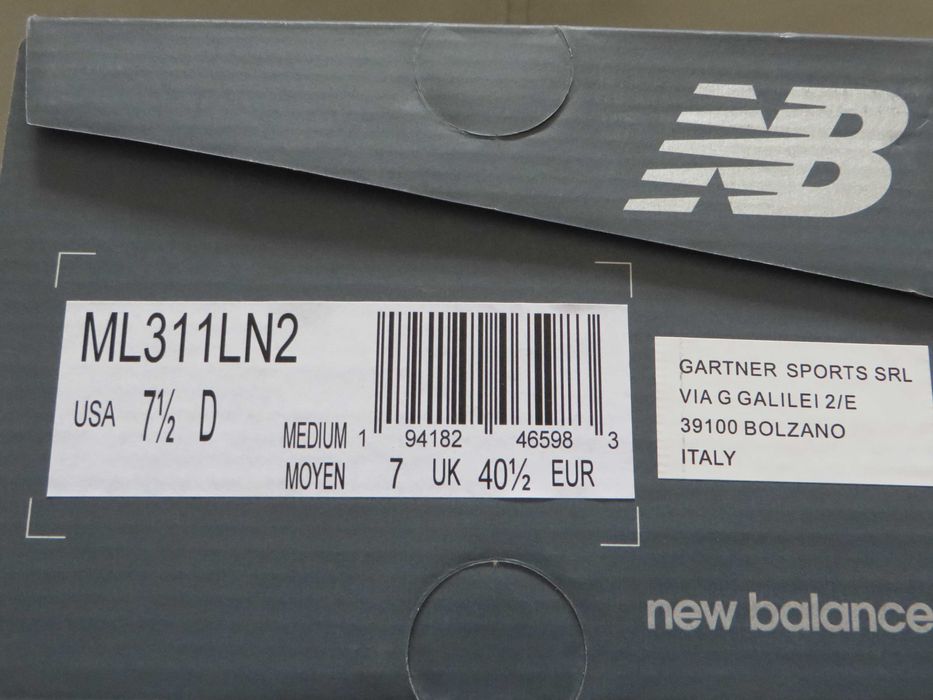 NB
ML311LN2
USA 7½ D
MEDIUM 1 94182 46598 3
MOYEN 7 UK 40½ EUR
GARTNER SPORTS SRL
VIA G GALILEI 2/E
39100 BOLZANO
ITALY
new balance